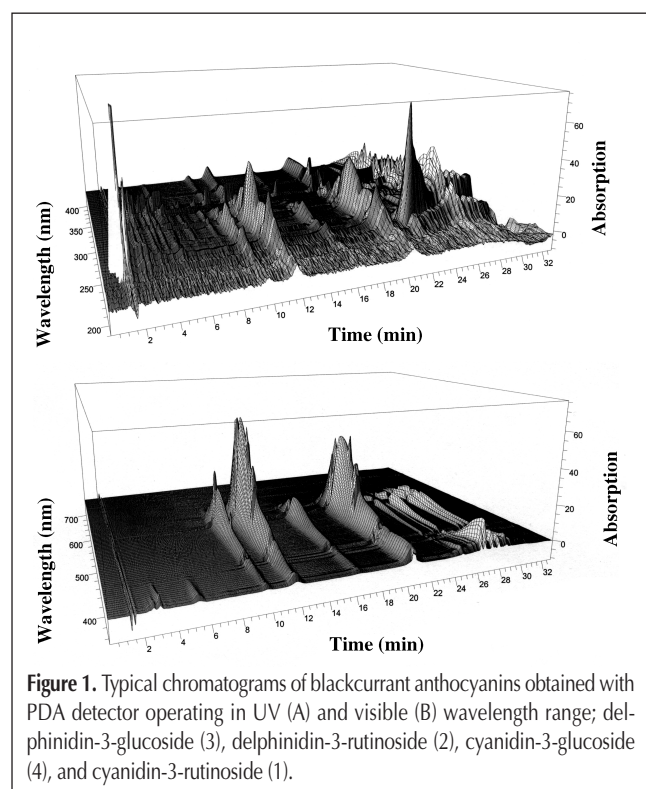 60
40
20
0
Absorption
400
350
300
250
200
Wavelength (nm)
2 4 6 8 10 12 14 16 18 20 22 24 26 28 30 32
Time (min)
60
40
20
0
Absorption
700
600
500
400
Wavelength (nm)
2 4 6 8 10 12 14 16 18 20 22 24 26 28 30 32
Time (min)
Figure 1. Typical chromatograms of blackcurrant anthocyanins obtained with
PDA detector operating in UV (A) and visible (B) wavelength range; del-
phinidin-3-glucoside (3), delphinidin-3-rutinoside (2), cyanidin-3-glucoside
(4), and cyanidin-3-rutinoside (1).